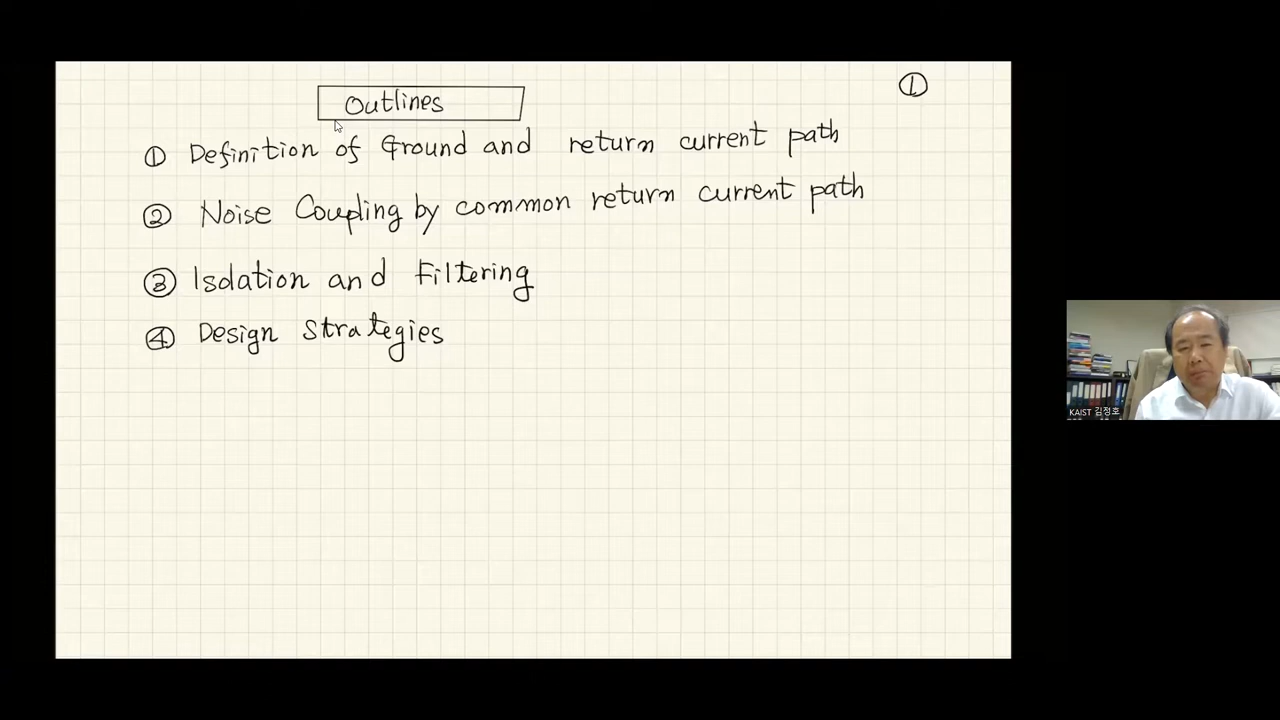 Outlines
①
① Definition of Ground and return current path
② Noise Coupling by common return current path
③ Isolation and Filtering
④ Design strategies
KAIST 김정호